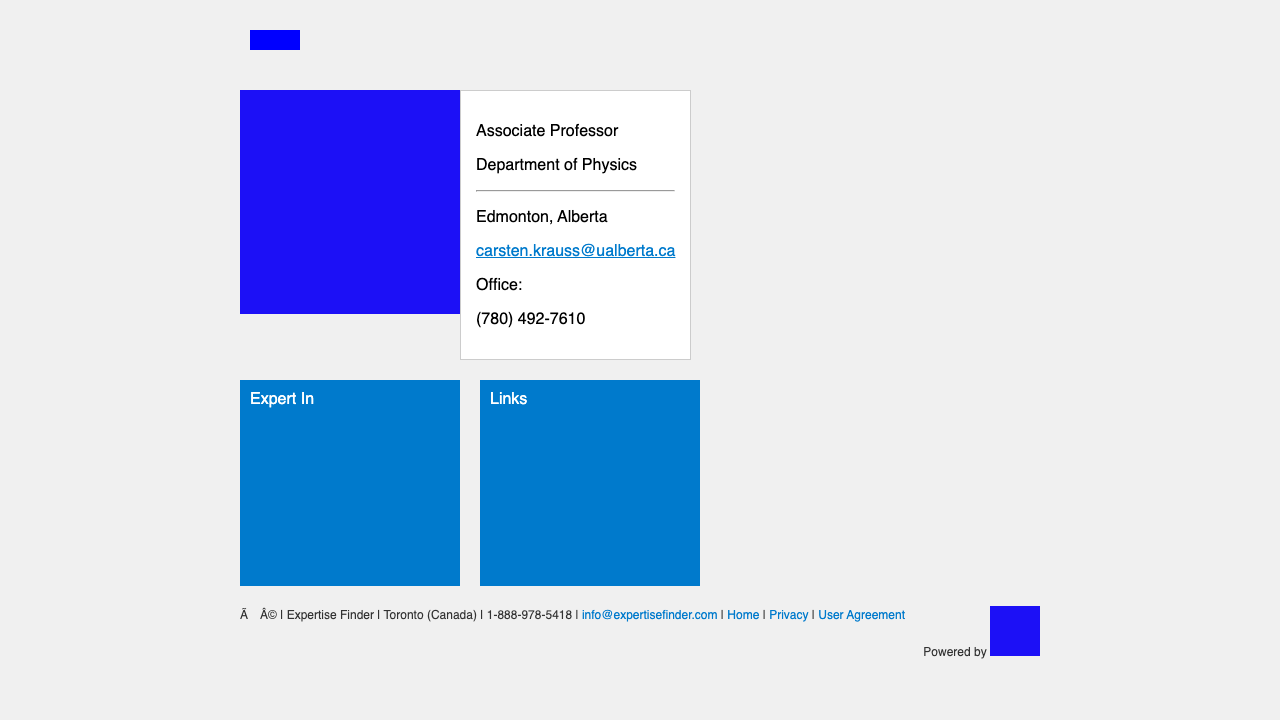 Associate Professor
Department of Physics
Edmonton, Alberta
carsten.krauss@ualberta.ca
Office:
(780) 492-7610
Expert In
Links
Ã Â© | Expertise Finder | Toronto (Canada) | 1-888-978-5418 | info@expertisefinder.com | Home | Privacy | User Agreement
Powered by